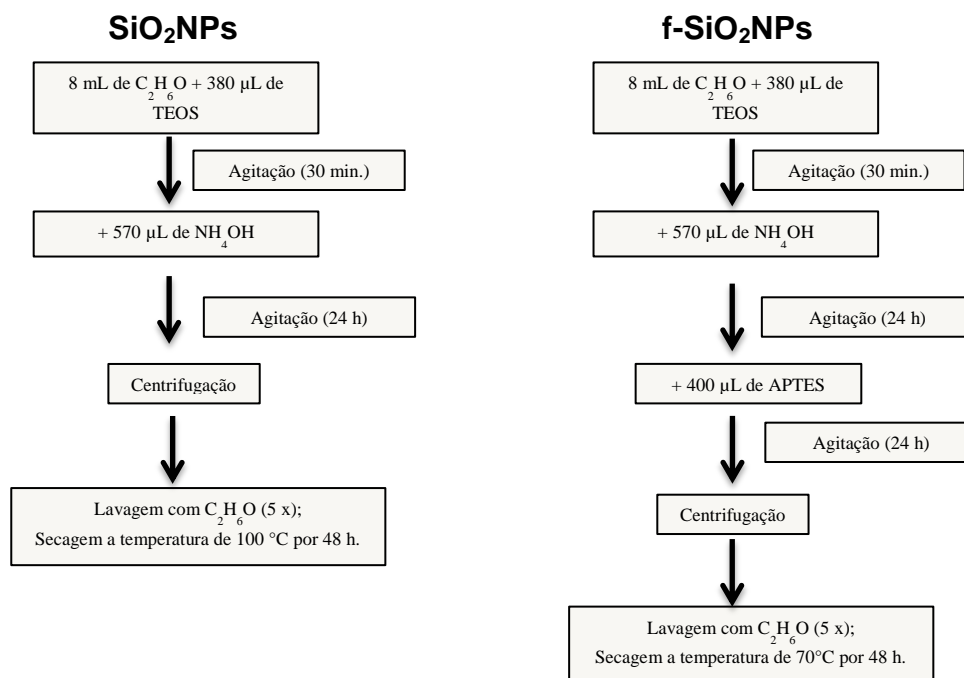 SiO₂NPs
8 mL de C₂H₆O + 380 µL de
TEOS
Agitação (30 min.)
+ 570 µL de NH₄OH
Agitação (24 h)
Centrifugação
Lavagem com C₂H₆O (5 x);
Secagem a temperatura de 100 °C por 48 h.
f-SiO₂NPs
8 mL de C₂H₆O + 380 µL de
TEOS
Agitação (30 min.)
+ 570 µL de NH₄OH
Agitação (24 h)
+ 400 µL de APTES
Agitação (24 h)
Centrifugação
Lavagem com C₂H₆O (5 x);
Secagem a temperatura de 70°C por 48 h.